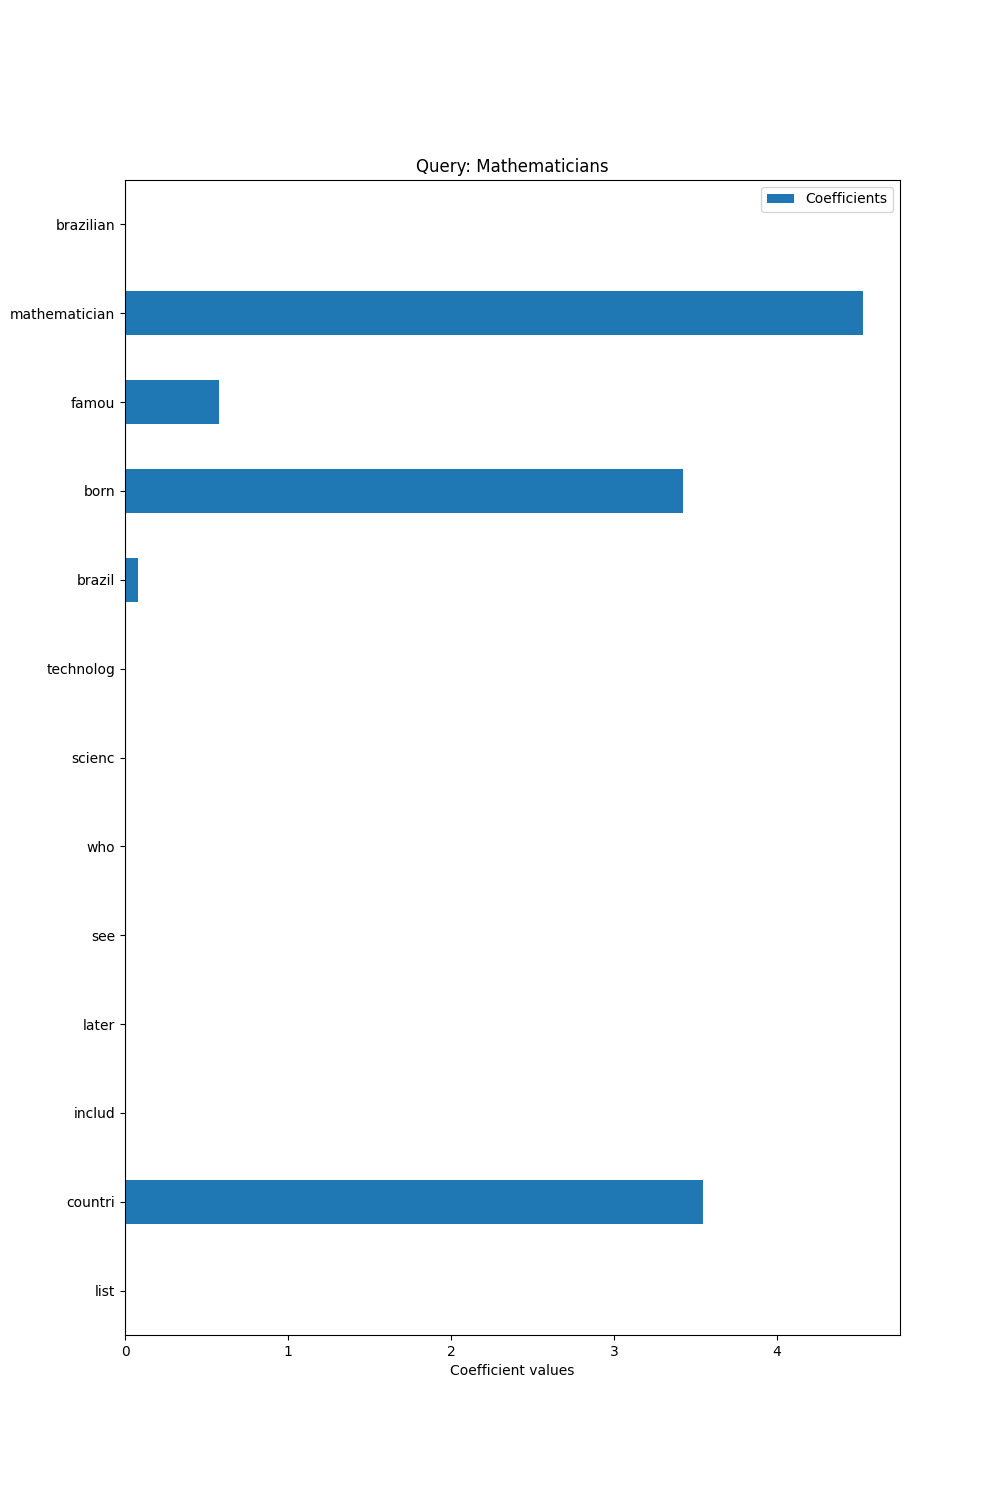 Query: Mathematicians
Coefficients
brazilian
mathematician
famou
born
brazil
technolog
scienc
who
see
later
includ
countri
list
0 1 2 3 4
Coefficient values